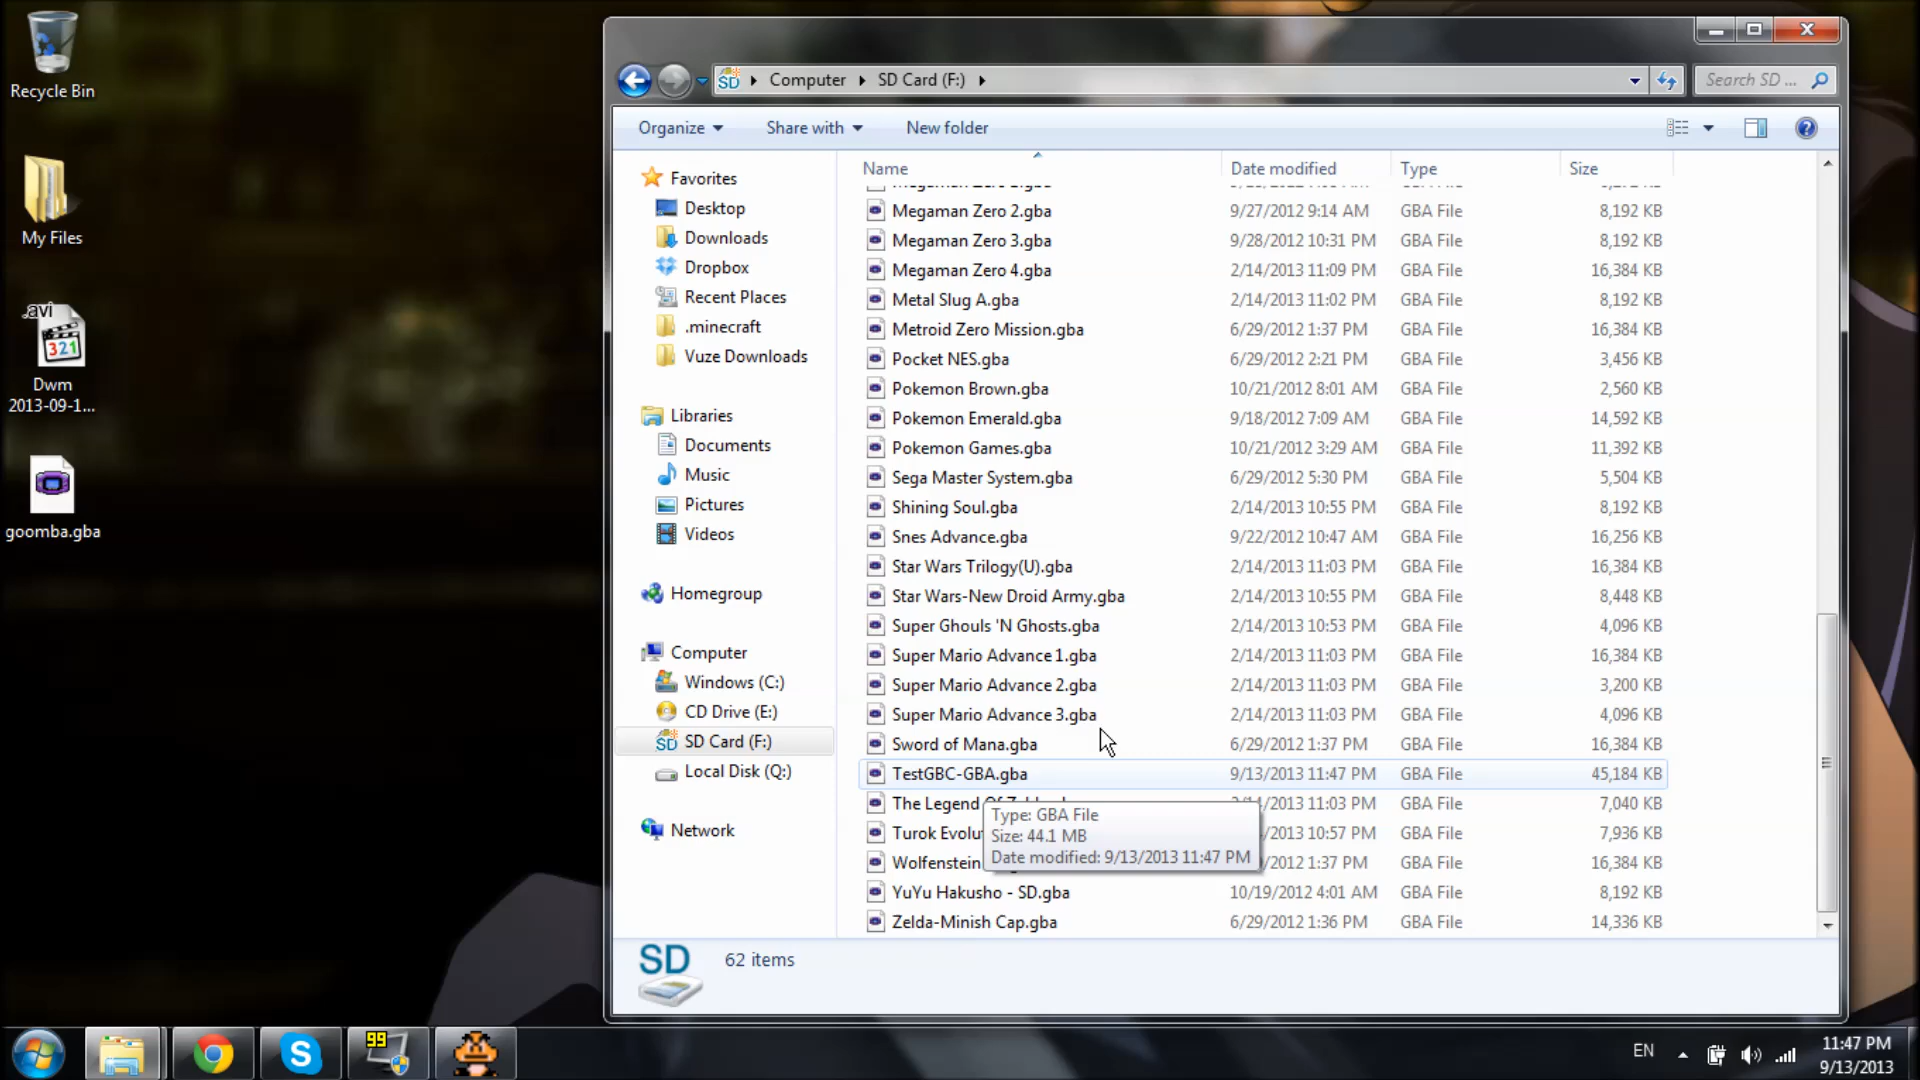 Recycle Bin
My Files
.avi
321
Dwm
2013-09-1...
goomba.gba
SD Computer SD Card (F:)
Search SD ...
Organize Share with New folder
Favorites
Desktop
Downloads
Dropbox
Recent Places
.minecraft
Vuze Downloads
Libraries
Documents
Music
Pictures
Videos
Homegroup
Computer
Windows (C:)
CD Drive (E:)
SD SD Card (F:)
Local Disk (Q:)
Network
Name Date modified Type Size
Megaman Zero 2.gba 9/27/2012 9:14 AM GBA File 8,192 KB
Megaman Zero 3.gba 9/28/2012 10:31 PM GBA File 8,192 KB
Megaman Zero 4.gba 2/14/2013 11:09 PM GBA File 16,384 KB
Metal Slug A.gba 2/14/2013 11:02 PM GBA File 8,192 KB
Metroid Zero Mission.gba 6/29/2012 1:37 PM GBA File 16,384 KB
Pocket NES.gba 6/29/2012 2:21 PM GBA File 3,456 KB
Pokemon Brown.gba 10/21/2012 8:01 AM GBA File 2,560 KB
Pokemon Emerald.gba 9/18/2012 7:09 AM GBA File 14,592 KB
Pokemon Games.gba 10/21/2012 3:29 AM GBA File 11,392 KB
Sega Master System.gba 6/29/2012 5:30 PM GBA File 5,504 KB
Shining Soul.gba 2/14/2013 10:55 PM GBA File 8,192 KB
Snes Advance.gba 9/22/2012 10:47 AM GBA File 16,256 KB
Star Wars Trilogy(U).gba 2/14/2013 11:03 PM GBA File 16,384 KB
Star Wars-New Droid Army.gba 2/14/2013 10:55 PM GBA File 8,448 KB
Super Ghouls 'N Ghosts.gba 2/14/2013 10:53 PM GBA File 4,096 KB
Super Mario Advance 1.gba 2/14/2013 11:03 PM GBA File 16,384 KB
Super Mario Advance 2.gba 2/14/2013 11:03 PM GBA File 3,200 KB
Super Mario Advance 3.gba 2/14/2013 11:03 PM GBA File 4,096 KB
Sword of Mana.gba 6/29/2012 1:37 PM GBA File 16,384 KB
TestGBC-GBA.gba 9/13/2013 11:47 PM GBA File 45,184 KB
The Legend 11:03 PM GBA File 7,040 KB
Turok Evolu 10:57 PM GBA File 7,936 KB
Wolfenstein 1:37 PM GBA File 16,384 KB
YuYu Hakusho - SD.gba 10/19/2012 4:01 AM GBA File 8,192 KB
Zelda-Minish Cap.gba 6/29/2012 1:36 PM GBA File 14,336 KB
Type: GBA File
Size: 44.1 MB
Date modified: 9/13/2013 11:47 PM
SD 62 items
99
EN
11:47 PM
9/13/2013